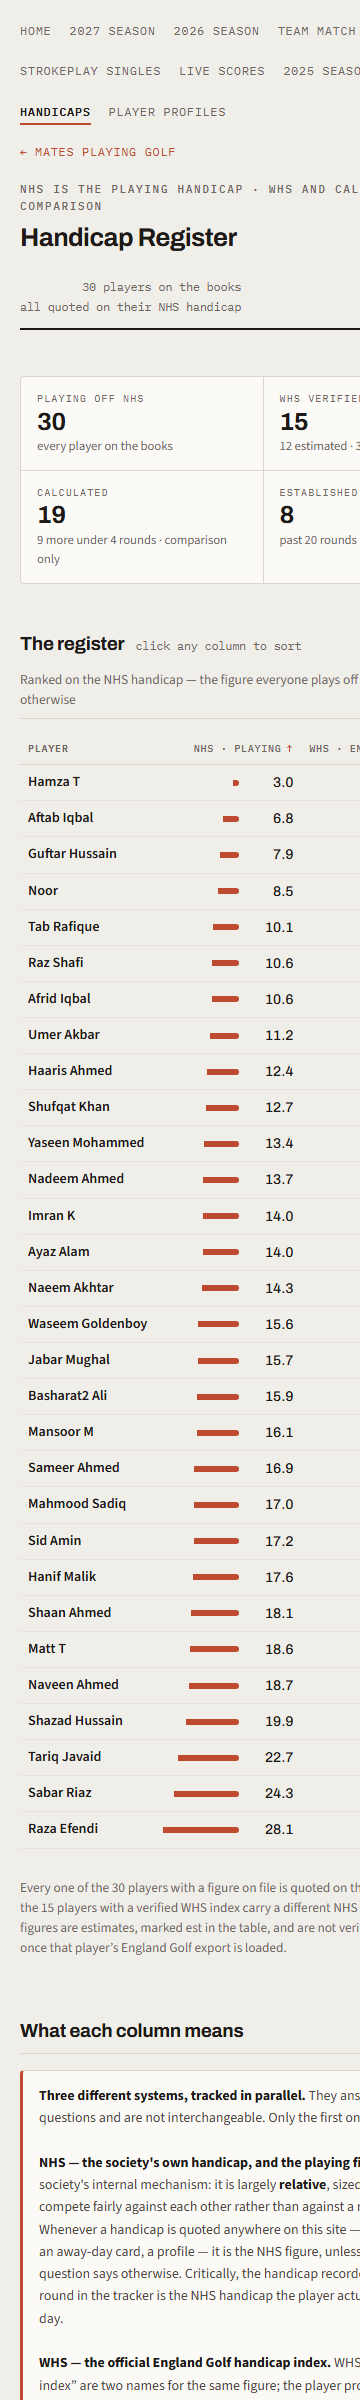 HOME 2027 SEASON 2026 SEASON TEAM MATCH
STROKEPLAY SINGLES LIVE SCORES 2025 SEASO
HANDICAPS PLAYER PROFILES
← MATES PLAYING GOLF
NHS IS THE PLAYING HANDICAP · WHS AND CAL
COMPARISON
Handicap Register
30 players on the books
all quoted on their NHS handicap
PLAYING OFF NHS
30
every player on the books
WHS VERIFIE
15
12 estimated · 3
CALCULATED
19
9 more under 4 rounds · comparison
only
ESTABLISHED
8
past 20 rounds
The register click any column to sort
Ranked on the NHS handicap — the figure everyone plays off
otherwise
PLAYER NHS · PLAYING ↑ WHS · EN
Hamza T 3.0
Aftab Iqbal 6.8
Guftar Hussain 7.9
Noor 8.5
Tab Rafique 10.1
Raz Shafi 10.6
Afrid Iqbal 10.6
Umer Akbar 11.2
Haaris Ahmed 12.4
Shufqat Khan 12.7
Yaseen Mohammed 13.4
Nadeem Ahmed 13.7
Imran K 14.0
Ayaz Alam 14.0
Naeem Akhtar 14.3
Waseem Goldenboy 15.6
Jabar Mughal 15.7
Basharat2 Ali 15.9
Mansoor M 16.1
Sameer Ahmed 16.9
Mahmood Sadiq 17.0
Sid Amin 17.2
Hanif Malik 17.6
Shaan Ahmed 18.1
Matt T 18.6
Naveen Ahmed 18.7
Shazad Hussain 19.9
Tariq Javaid 22.7
Sabar Riaz 24.3
Raza Efendi 28.1
Every one of the 30 players with a figure on file is quoted on th
the 15 players with a verified WHS index carry a different NHS
figures are estimates, marked est in the table, and are not veri
once that player's England Golf export is loaded.
What each column means
Three different systems, tracked in parallel. They ans
questions and are not interchangeable. Only the first on
NHS — the society's own handicap, and the playing fi
society's internal mechanism: it is largely relative, sized
compete fairly against each other rather than against a
Whenever a handicap is quoted anywhere on this site —
an away-day card, a profile — it is the NHS figure, unless
question says otherwise. Critically, the handicap recorde
round in the tracker is the NHS handicap the player actu
day.
WHS — the official England Golf handicap index. WHS
index” are two names for the same figure; the player pro